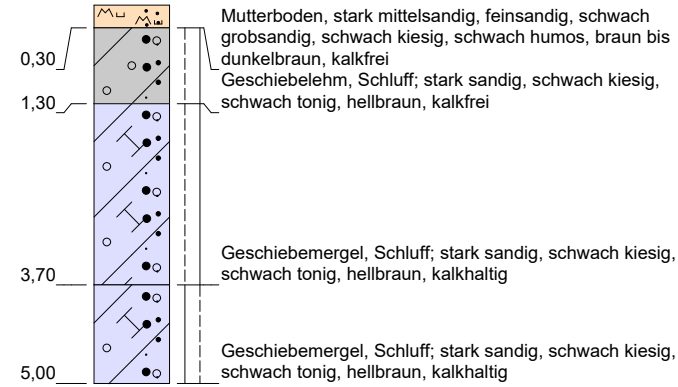 Mutterboden, stark mittelsandig, feinsandig, schwach
grobsandig, schwach kiesig, schwach humos, braun bis
0,30
dunkelbraun, kalkfrei
Geschiebelehm, Schluff; stark sandig, schwach kiesig,
1,30
schwach tonig, hellbraun, kalkfrei
Geschiebemergel, Schluff; stark sandig, schwach kiesig,
3,70
schwach tonig, hellbraun, kalkhaltig
Geschiebemergel, Schluff; stark sandig, schwach kiesig,
5,00
schwach tonig, hellbraun, kalkhaltig